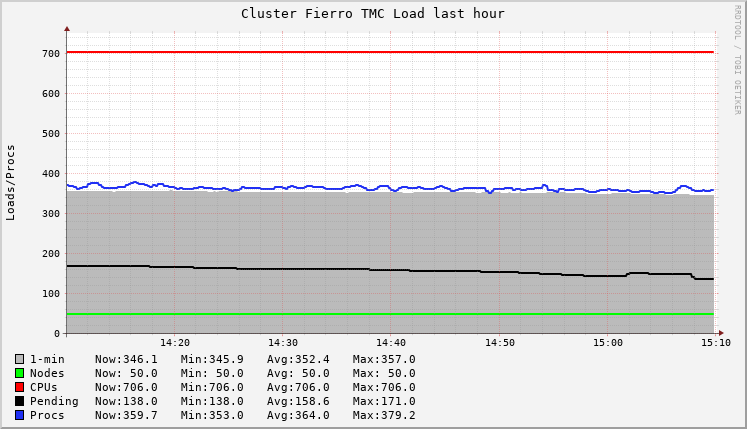 Cluster Fierro TMC Load last hour
RRDTOOL / TOBI OETIKER
Loads/Procs
700
600
500
400
300
200
100
0
14:20 14:30 14:40 14:50 15:00 15:10
1-min Now:346.1 Min:345.9 Avg:352.4 Max:357.0
Nodes Now: 50.0 Min: 50.0 Avg: 50.0 Max: 50.0
CPUs Now:706.0 Min:706.0 Avg:706.0 Max:706.0
Pending Now:138.0 Min:138.0 Avg:158.6 Max:171.0
Procs Now:359.7 Min:353.0 Avg:364.0 Max:379.2